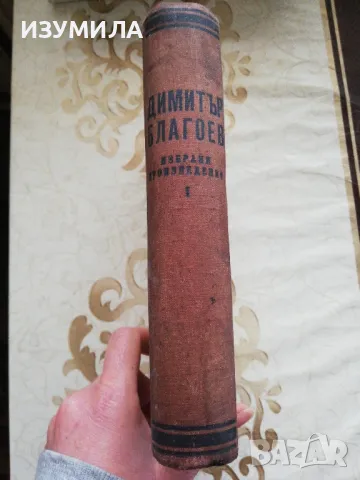 ИЗУМИЛА
ДИМИТЪР
БЛАГОЕВ
ИЗБРАНИ
ПРОИЗВЕДЕНИЯ
I
BAZAR